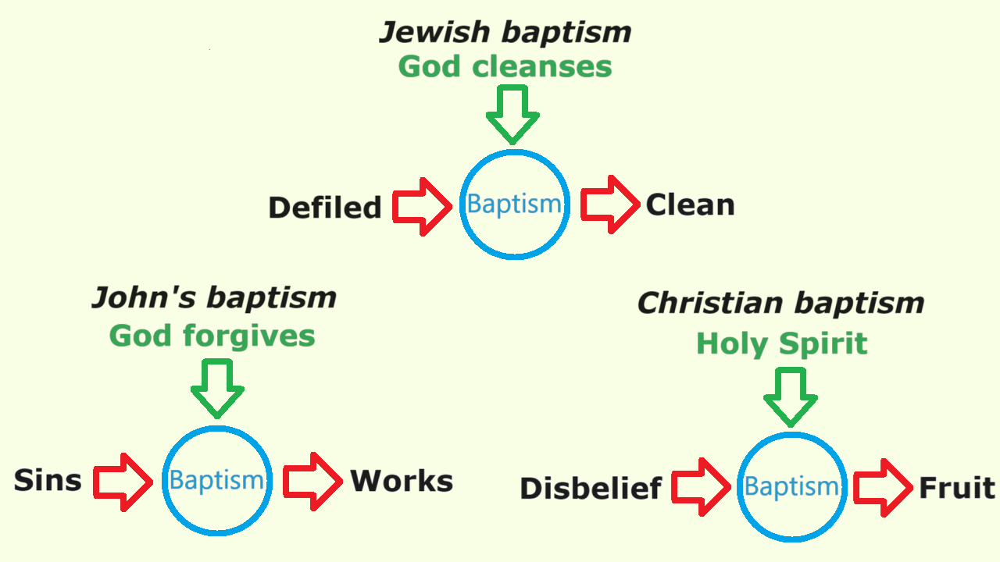 Jewish baptism
God cleanses
Defiled Baptism Clean
John's baptism
God forgives
Sins Baptism Works
Christian baptism
Holy Spirit
Disbelief Baptism Fruit